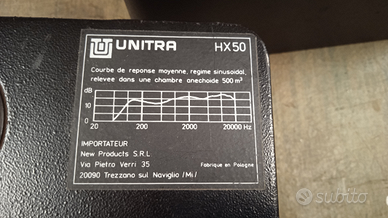 UNITRA HX50
Courbe de reponse moyenne, regime sinusoidal,
relevee dans une chambre anechoide 500 m³
dB
10
0
20 200 2000 20000 Hz
IMPORTATEUR
New Products S.R.L
Via Pietro Verri 35 Fabrique en Pologne
20090 Trezzano sul Naviglio /Mi/
subito